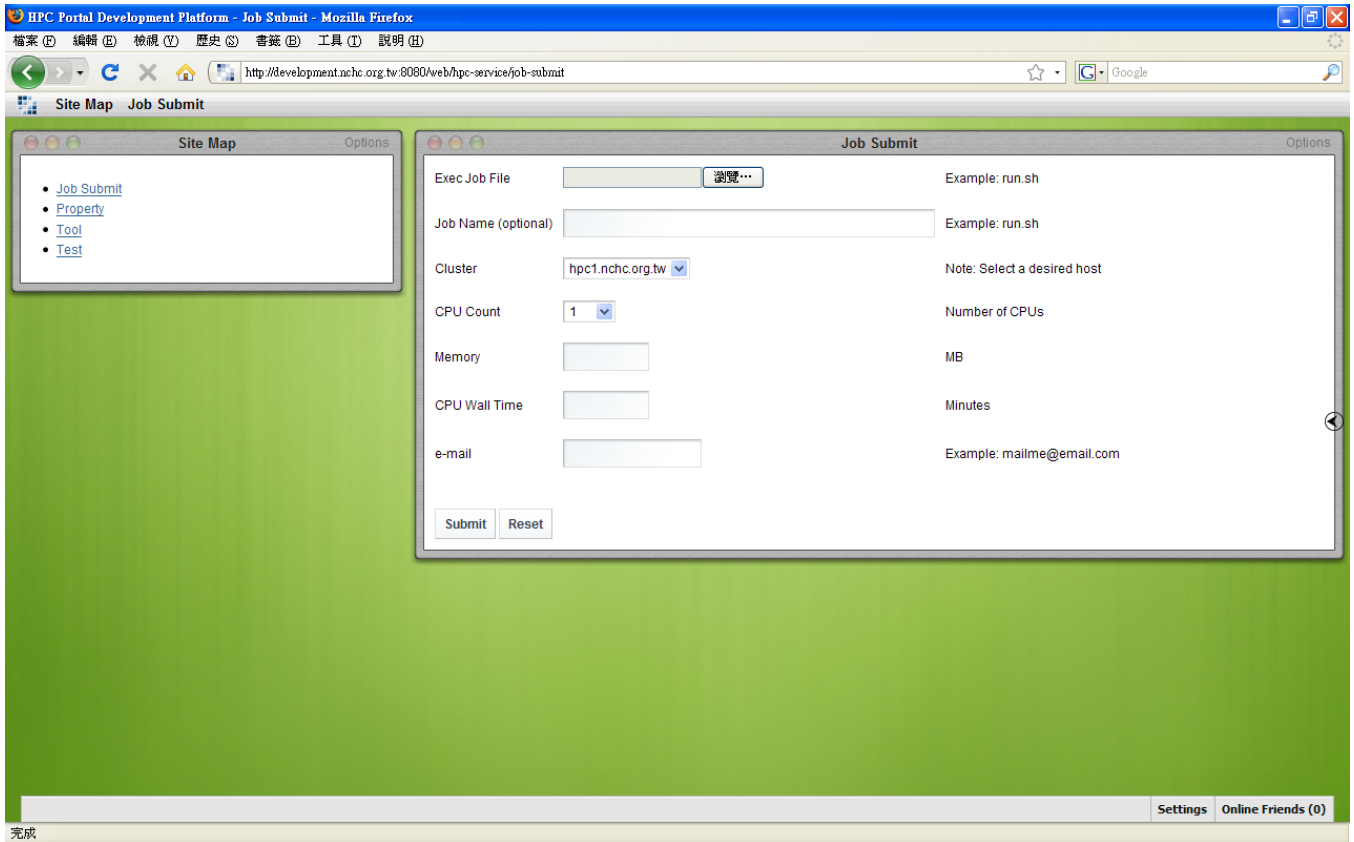 HPC Portal Development Platform - Job Submit - Mozilla Firefox
檔案(F) 編輯(E) 檢視(V) 歷史(S) 書籤(B) 工具(T) 說明(H)
http://development.nchc.org.tw:8080/web/hpc-service/job-submit
G Google
Site Map Job Submit
Site Map Options
Job Submit
Property
Tool
Test
Job Submit Options
Exec Job File 瀏覽… Example: run.sh
Job Name (optional) Example: run.sh
Cluster hpc1.nchc.org.tw Note: Select a desired host
CPU Count 1 Number of CPUs
Memory MB
CPU Wall Time Minutes
e-mail Example: mailme@email.com
Submit Reset
Settings Online Friends (0)
完成